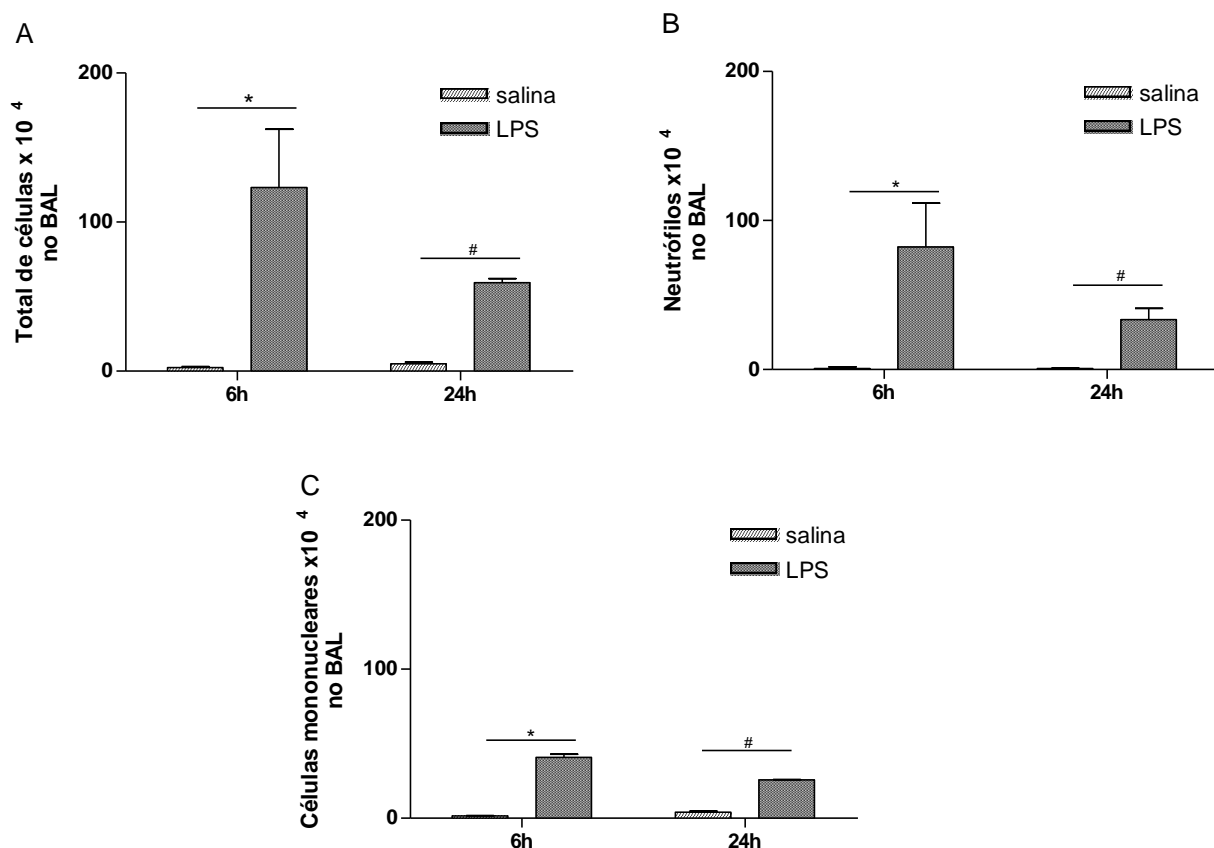 A
Total de células x 10 4
no BAL
200
100
0
*
#
salina
LPS
6h
24h
B
Neutrófilos x10 4
no BAL
200
100
0
*
#
salina
LPS
6h
24h
C
Células mononucleares x10 4
no BAL
200
100
0
*
#
salina
LPS
6h
24h